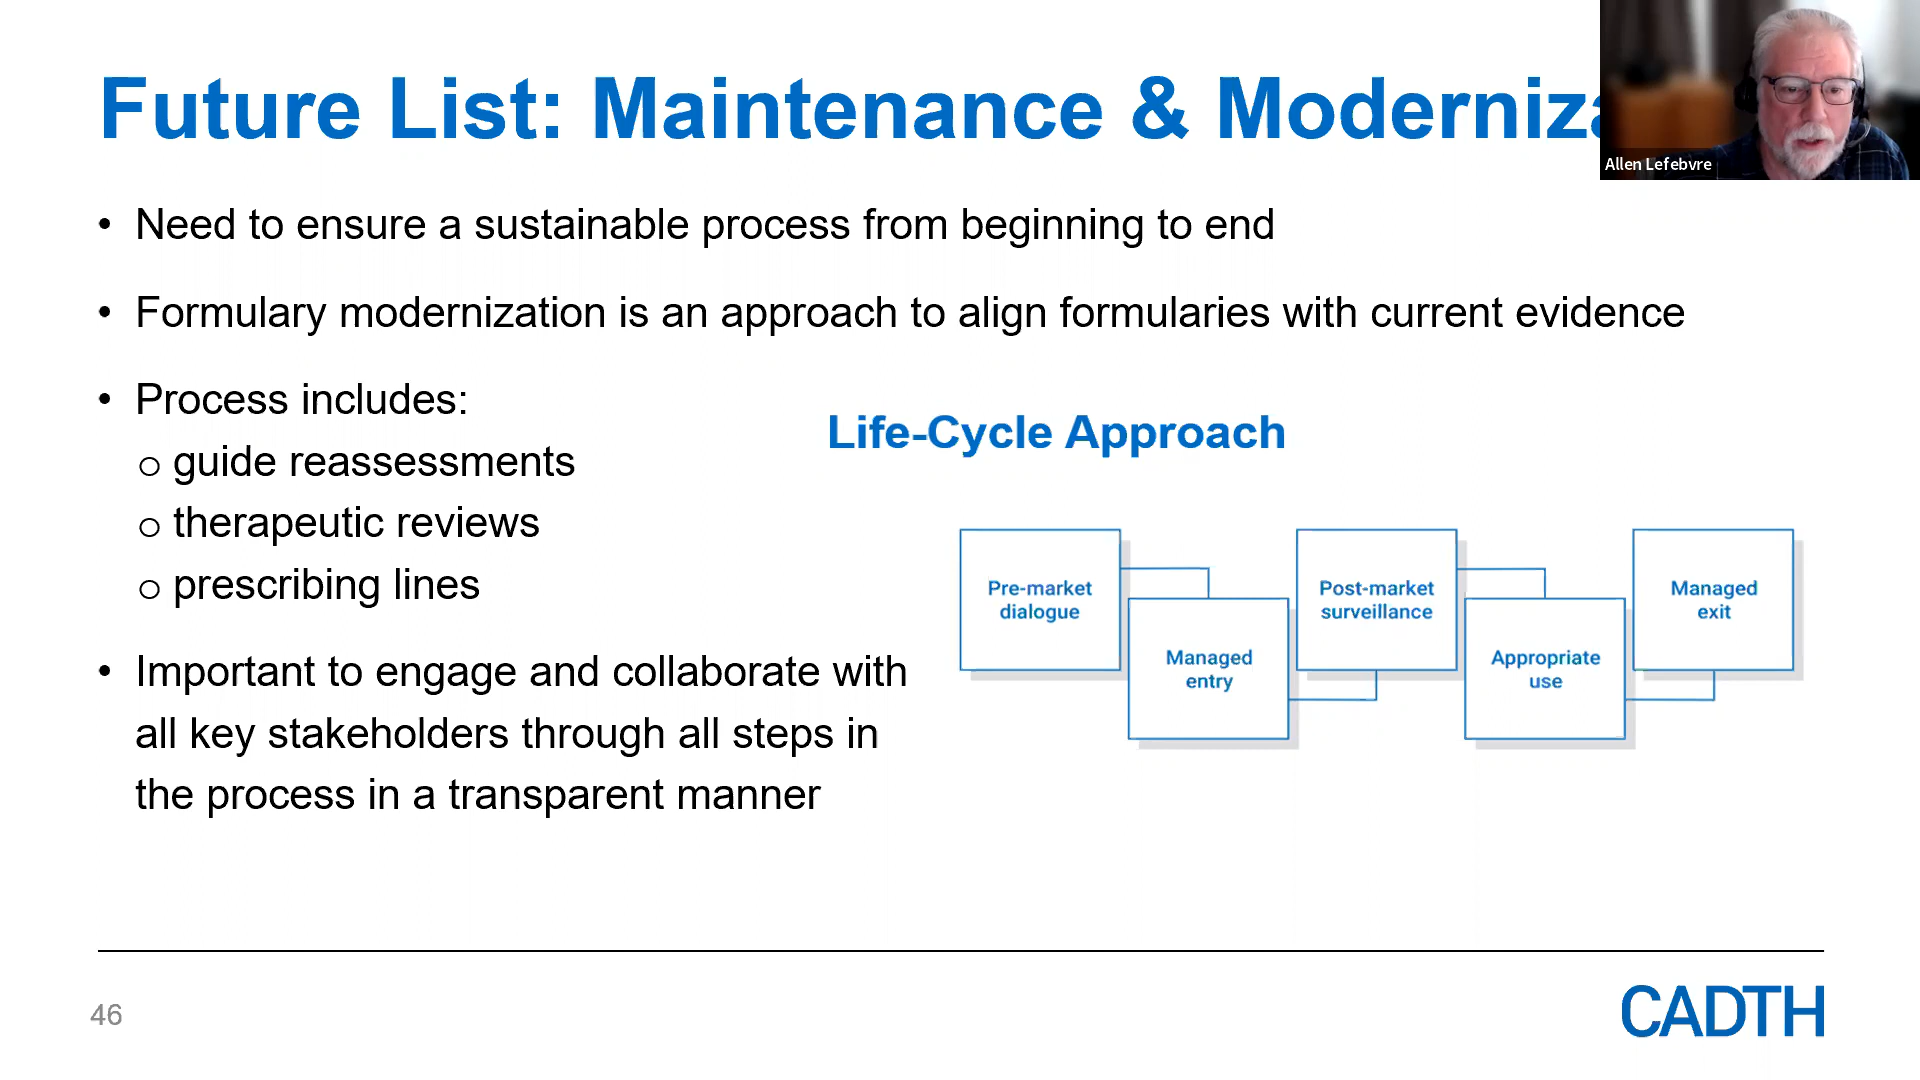 Future List: Maintenance & Moderniza
Allen Lefebvre
• Need to ensure a sustainable process from beginning to end
• Formulary modernization is an approach to align formularies with current evidence
• Process includes:
o guide reassessments
o therapeutic reviews
o prescribing lines
• Important to engage and collaborate with
all key stakeholders through all steps in
the process in a transparent manner
Life-Cycle Approach
Pre-market
dialogue
Managed
entry
Post-market
surveillance
Appropriate
use
Managed
exit
46
CADTH